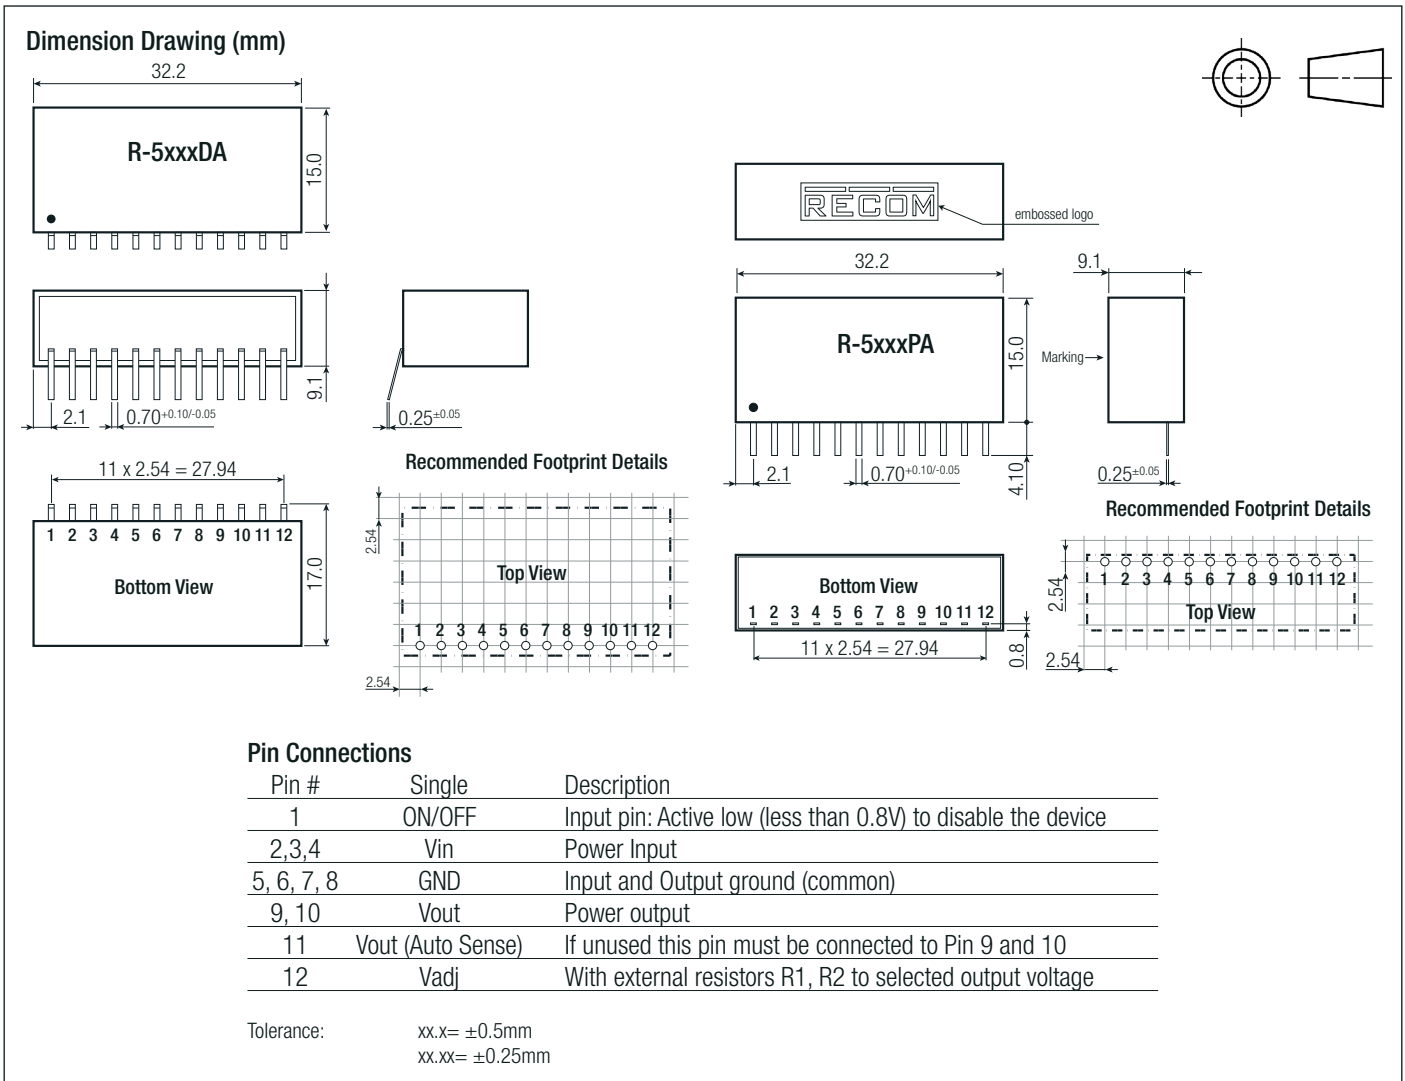 Dimension Drawing (mm)
32.2
R-5xxxDA
15.0
9.1
2.1
0.70+0.10/-0.05
0.25±0.05
11 x 2.54 = 27.94
1 2 3 4 5 6 7 8 9 10 11 12
Bottom View
17.0
Recommended Footprint Details
2.54
Top View
1 2 3 4 5 6 7 8 9 10 11 12
2.54
RECOM
embossed logo
32.2
9.1
R-5xxxPA
15.0
Marking
2.1
0.70+0.10/-0.05
4.10
0.25±0.05
Recommended Footprint Details
Bottom View
1 2 3 4 5 6 7 8 9 10 11 12
11 x 2.54 = 27.94
0.8
2.54
1 2 3 4 5 6 7 8 9 10 11 12
Top View
2.54
Pin Connections
Pin # Single Description
1 ON/OFF Input pin: Active low (less than 0.8V) to disable the device
2,3,4 Vin Power Input
5, 6, 7, 8 GND Input and Output ground (common)
9, 10 Vout Power output
11 Vout (Auto Sense) If unused this pin must be connected to Pin 9 and 10
12 Vadj With external resistors R1, R2 to selected output voltage
Tolerance: xx.x= ±0.5mm
xx.xx= ±0.25mm